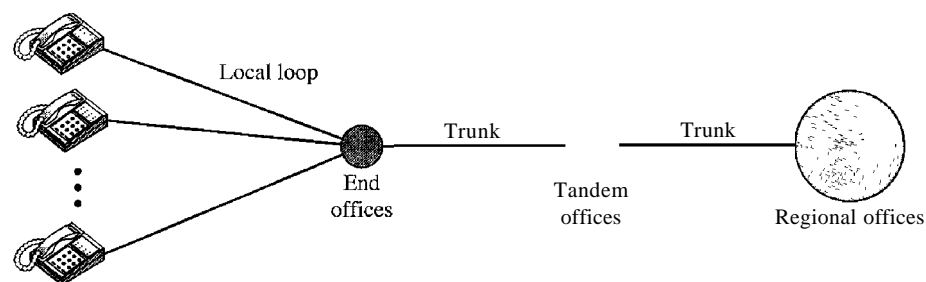 Local loop
Trunk
Trunk
End
offices
Tandem
offices
Regional offices